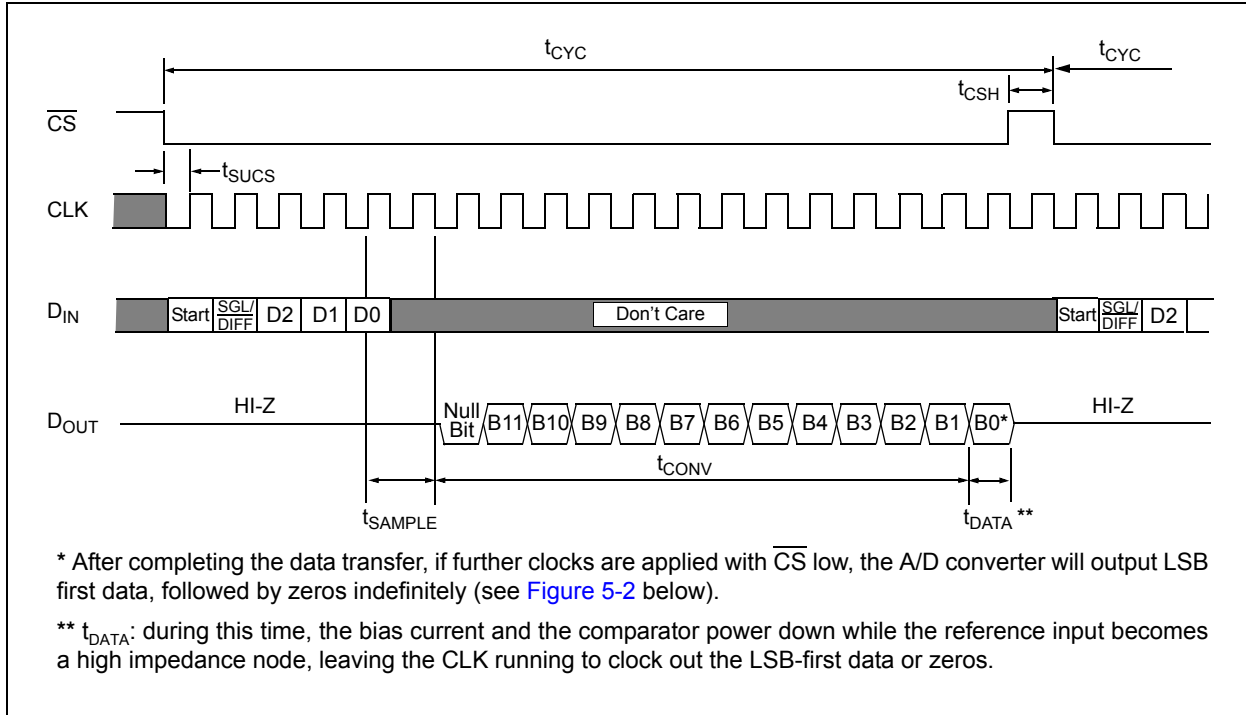 tCYC tCYC
tCSH
CS
tSUCS
CLK
DIN Start SGL/ DIFF D2 D1 D0 Don't Care Start SGL/ DIFF D2
HI-Z HI-Z
DOUT Null Bit B11 B10 B9 B8 B7 B6 B5 B4 B3 B2 B1 B0*
tCONV
tSAMPLE tDATA **
* After completing the data transfer, if further clocks are applied with CS low, the A/D converter will output LSB
first data, followed by zeros indefinitely (see Figure 5-2 below).
** tDATA: during this time, the bias current and the comparator power down while the reference input becomes
a high impedance node, leaving the CLK running to clock out the LSB-first data or zeros.